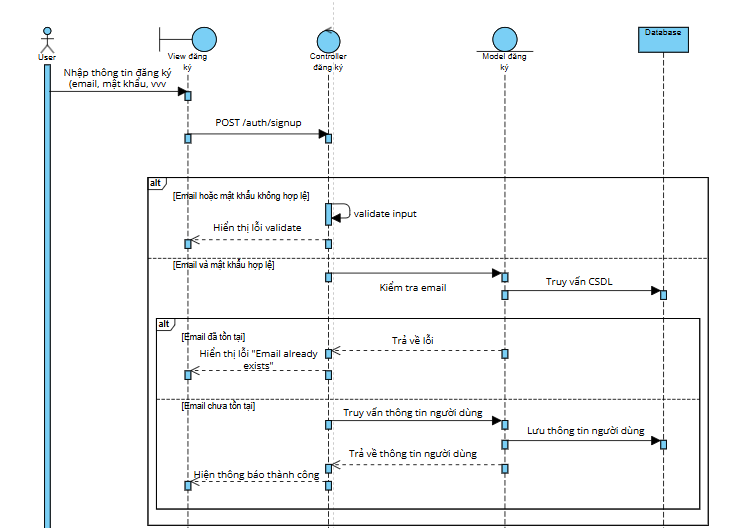 User
View đăng
ký
Controller
đăng ký
Model đăng
ký
Database
Nhập thông tin đăng ký
(email, mật khẩu, vvv
POST /auth/signup
alt
[Email hoặc mật khẩu không hợp lệ]
validate input
Hiển thị lỗi validate
[Email và mật khẩu hợp lệ]
Kiểm tra email
Truy vấn CSDL
alt
[Email đã tồn tại]
Trả về lỗi
Hiển thị lỗi "Email already
exists"
[Email chưa tồn tại]
Truy vấn thông tin người dùng
Lưu thông tin người dùng
Trả về thông tin người dùng
Hiện thông báo thành công